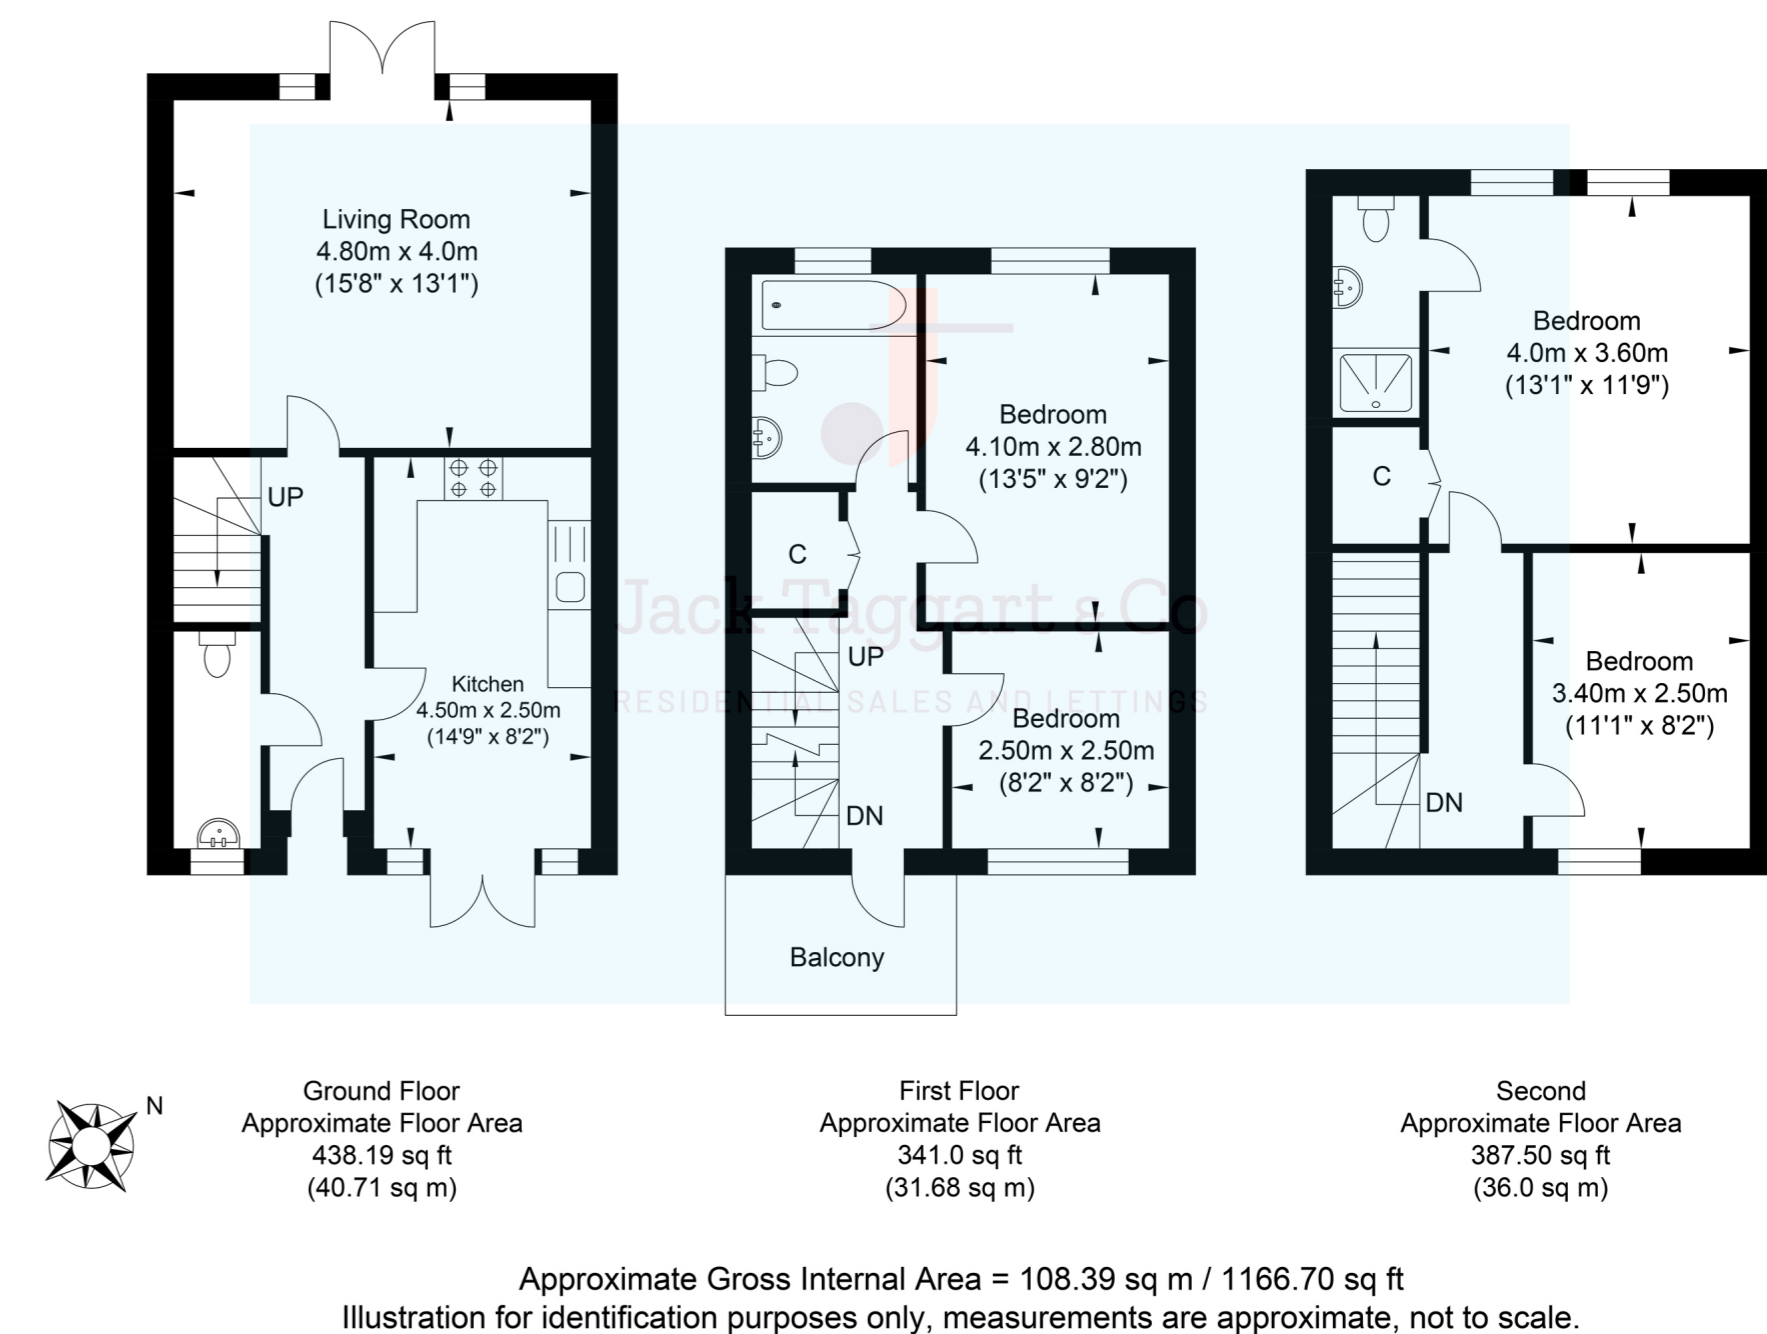 Living Room
4.80m x 4.0m
(15'8" x 13'1")
UP
Kitchen
4.50m x 2.50m
(14'9" x 8'2")
Bedroom
4.10m x 2.80m
(13'5" x 9'2")
C
UP
DN
Bedroom
2.50m x 2.50m
(8'2" x 8'2")
Balcony
Bedroom
4.0m x 3.60m
(13'1" x 11'9")
C
Bedroom
3.40m x 2.50m
(11'1" x 8'2")
DN
Jack Taggart & Co
RESIDENTIAL SALES AND LETTINGS
N
Ground Floor
Approximate Floor Area
438.19 sq ft
(40.71 sq m)
First Floor
Approximate Floor Area
341.0 sq ft
(31.68 sq m)
Second
Approximate Floor Area
387.50 sq ft
(36.0 sq m)
Approximate Gross Internal Area = 108.39 sq m / 1166.70 sq ft
Illustration for identification purposes only, measurements are approximate, not to scale.